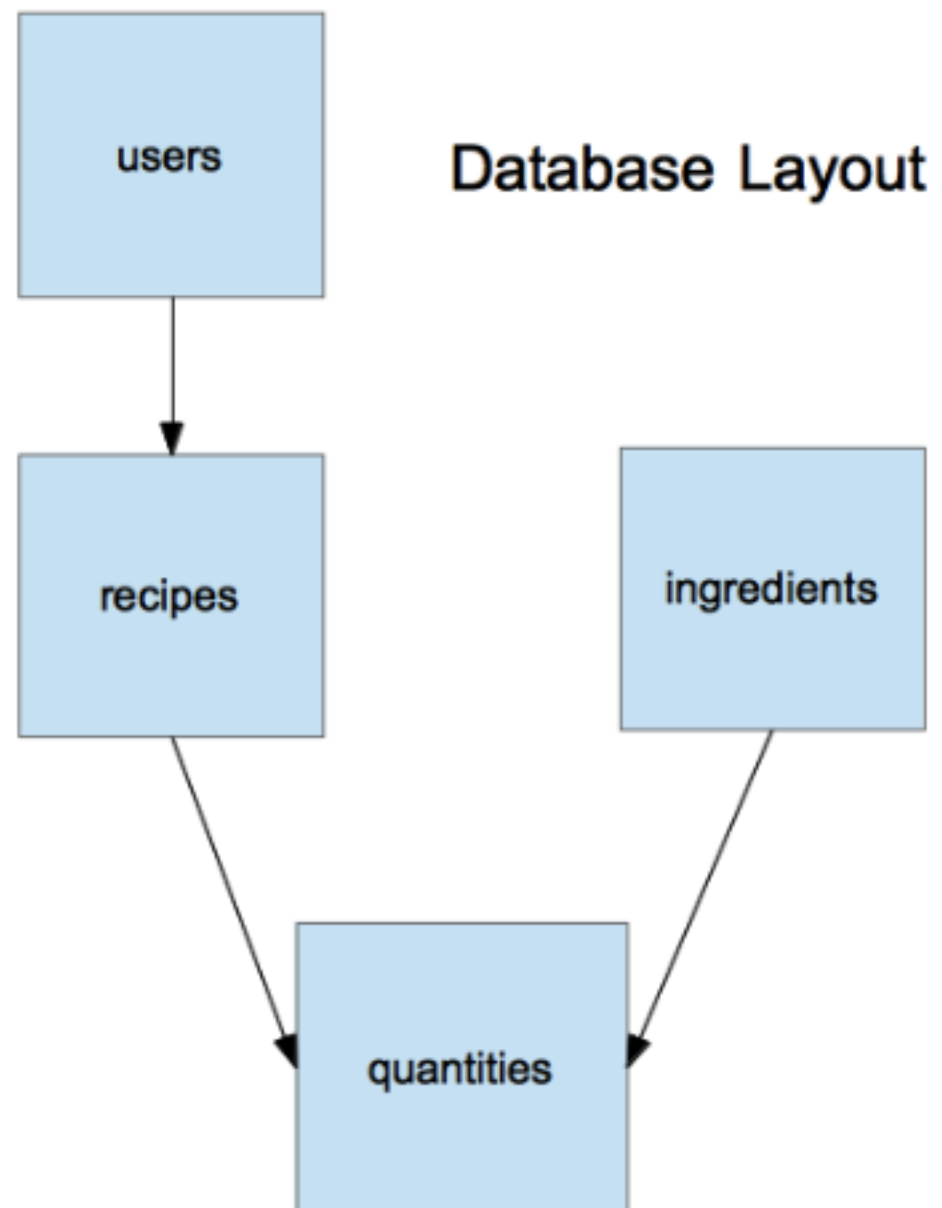 users
Database Layout
recipes
ingredients
quantities